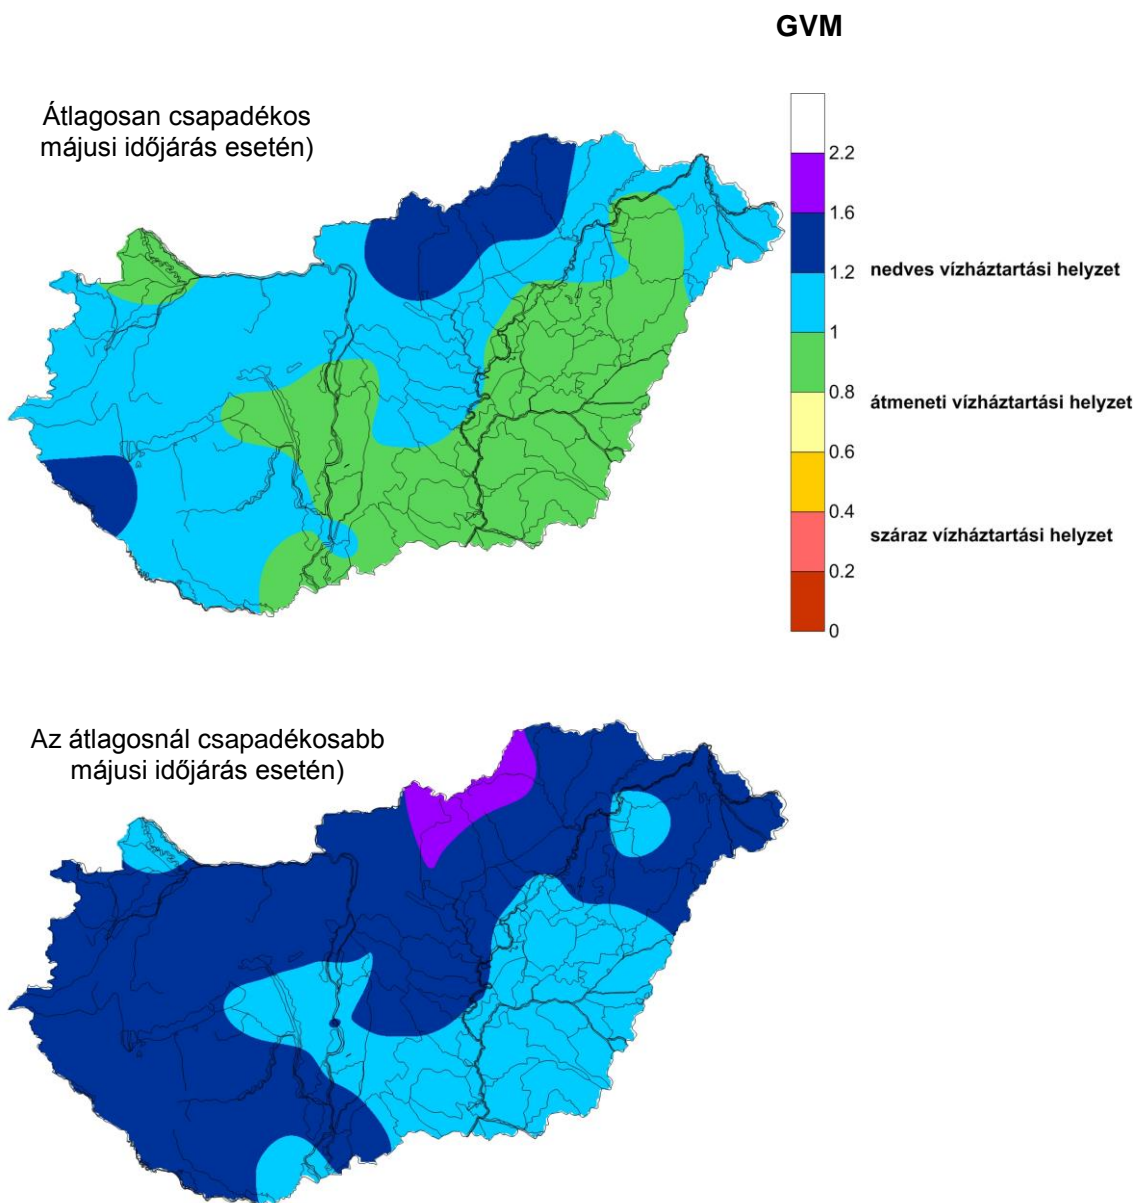 GVM
Átlagosan csapadékos
májusi időjárás esetén)
2.2
1.6
1.2
nedves vízháztartási helyzet
1
0.8
átmeneti vízháztartási helyzet
0.6
0.4
száraz vízháztartási helyzet
0.2
0
Az átlagosnál csapadékosabb
májusi időjárás esetén)